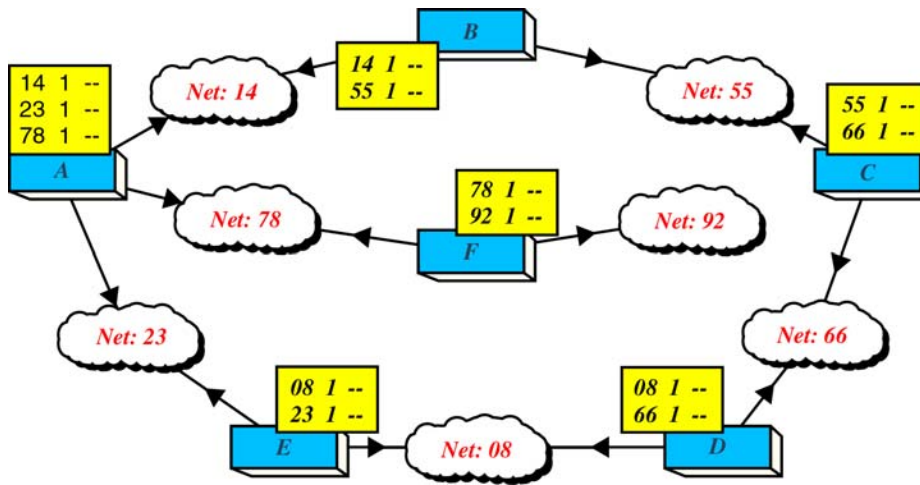 B
14 1 --
55 1 --
14 1 --
23 1 --
78 1 --
Net: 14
Net: 55
55 1 --
66 1 --
A
C
78 1 --
92 1 --
Net: 78
Net: 92
F
Net: 23
Net: 66
08 1 --
23 1 --
08 1 --
66 1 --
E
Net: 08
D